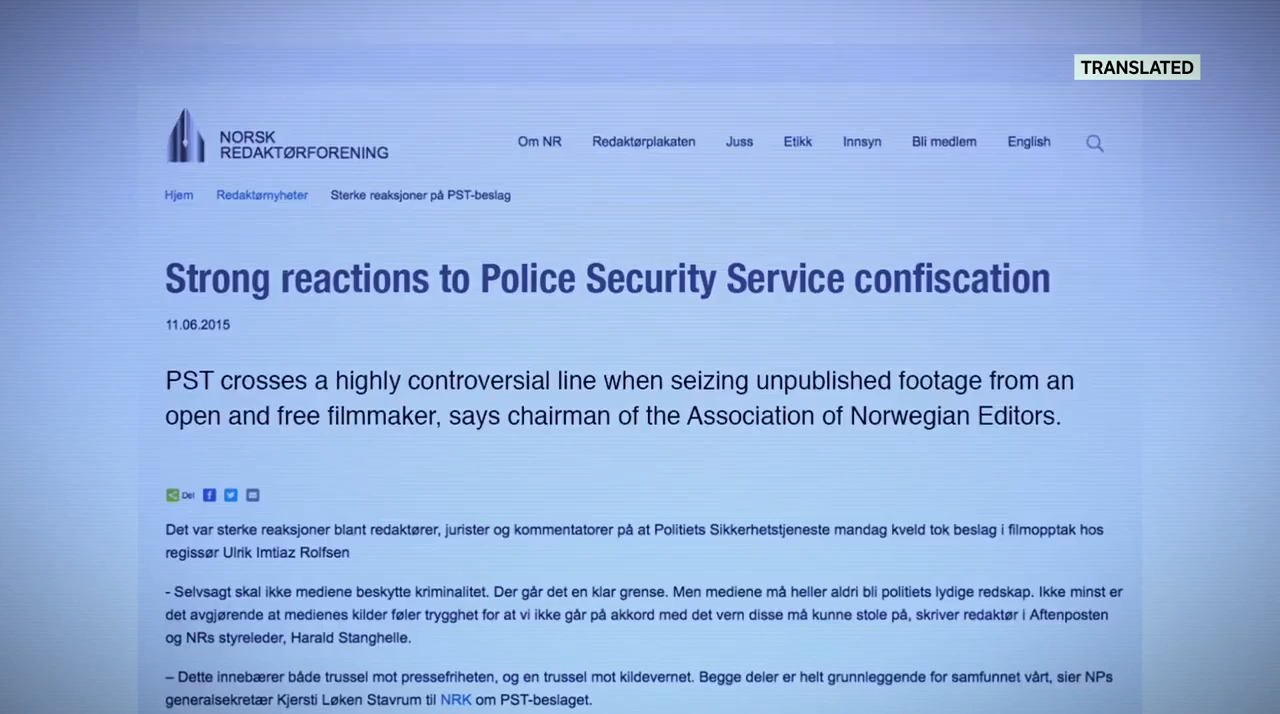 TRANSLATED
NORSK
REDAKTØRFORENING
Om NR Redaktørplakaten Juss Etikk Innsyn Bli medlem English
Hjem Redaktørnyheter Sterke reaksjoner på PST-beslag
Strong reactions to Police Security Service confiscation
11.06.2015
PST crosses a highly controversial line when seizing unpublished footage from an
open and free filmmaker, says chairman of the Association of Norwegian Editors.
Del
Det var sterke reaksjoner blant redaktører, jurister og kommentatorer på at Politiets Sikkerhetstjeneste mandag kveld tok beslag i filmopptak hos
regissør Ulrik Imtiaz Rolfsen
- Selvsagt skal ikke mediene beskytte kriminalitet. Der går det en klar grense. Men mediene må heller aldri bli politiets lydige redskap. Ikke minst er
det avgjørende at medienes kilder føler trygghet for at vi ikke går på akkord med det vern disse må kunne stole på, skriver redaktør i Aftenposten
og NRs styreleder, Harald Stanghelle.
– Dette innebærer både trussel mot pressefriheten, og en trussel mot kildevernet. Begge deler er helt grunnleggende for samfunnet vårt, sier NPs
generalsekretær Kjersti Løken Stavrum til NRK om PST-beslaget.